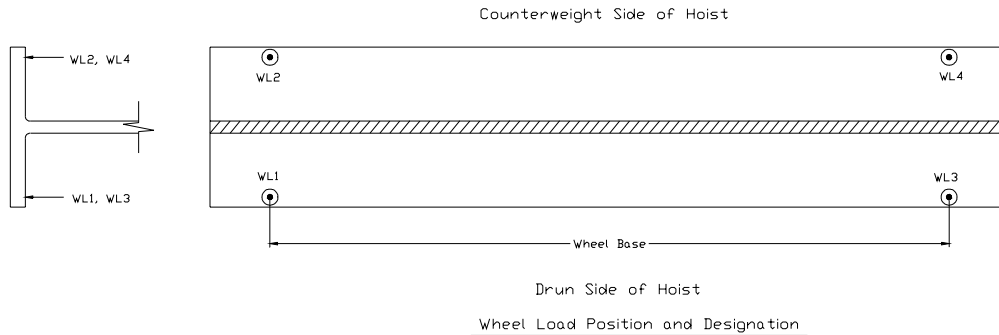 Counterweight Side of Hoist
WL2, WL4
WL2
WL4
WL1
WL3
WL1, WL3
Wheel Base
Drun Side of Hoist
Wheel Load Position and Designation